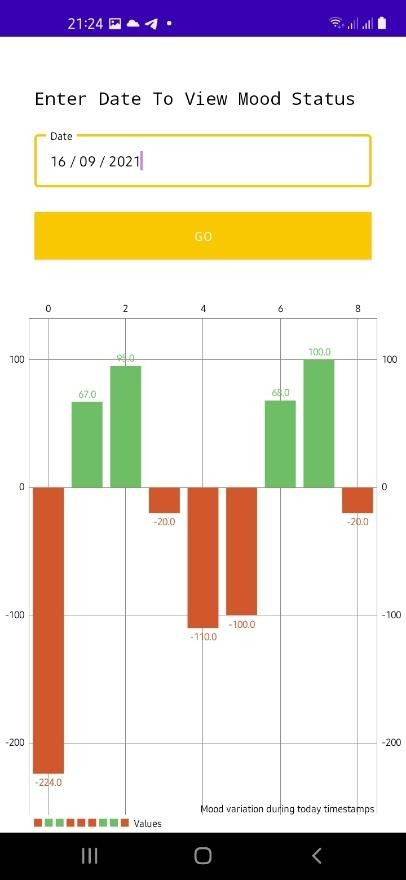 21:24
Enter Date To View Mood Status
Date
16 / 09 / 2021
GO
0 2 4 6 8
100 100
67.0
95.0
68.0
100.0
0 0
-20.0
-20.0
-100.0
-110.0
-100 -100
-200 -200
-224.0
Mood variation during today timestamps
Values